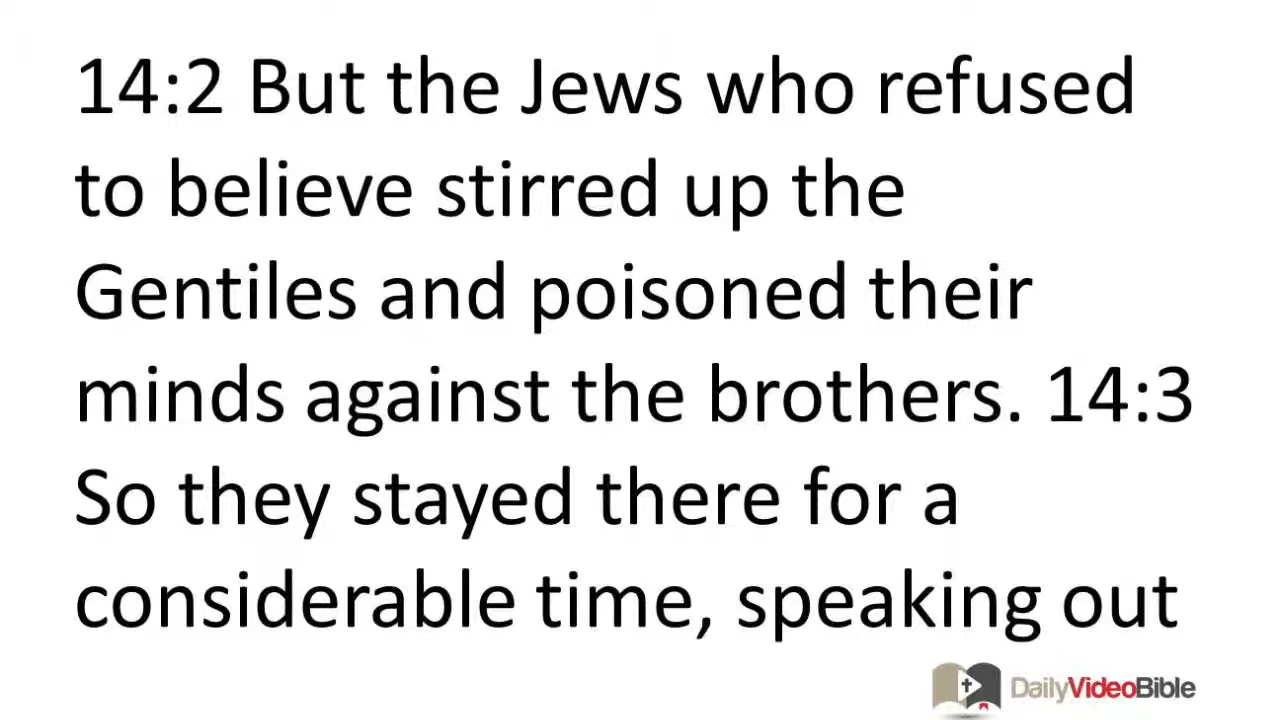 14:2 But the Jews who refused
to believe stirred up the
Gentiles and poisoned their
minds against the brothers. 14:3
So they stayed there for a
considerable time, speaking out
DailyVideoBible